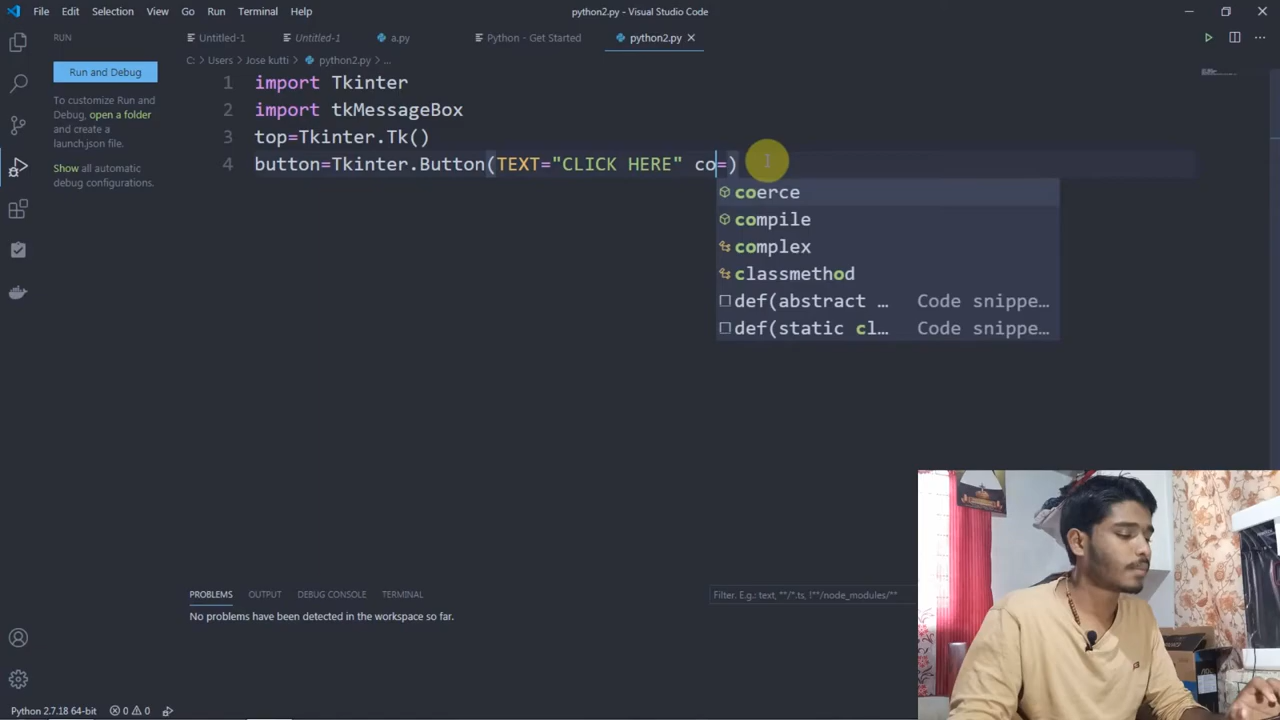 File Edit Selection View Go Run Terminal Help
python2.py - Visual Studio Code
RUN
Untitled-1 Untitled-1 a.py Python - Get Started python2.py
C: > Users > Jose kutti > python2.py > ...
Run and Debug
To customize Run and
Debug, open a folder
and create a
launch.json file.
Show all automatic
debug configurations.
1 import Tkinter
2 import tkMessageBox
3 top=Tkinter.Tk()
4 button=Tkinter.Button(TEXT="CLICK HERE" co=)
coerce
compile
complex
classmethod
def(abstract … Code snippe…
def(static cl… Code snippe…
PROBLEMS OUTPUT DEBUG CONSOLE TERMINAL
Filter. E.g.: text, **/*.ts, !**/node_modules/**
No problems have been detected in the workspace so far.
Python 2.7.18 64-bit 0 0